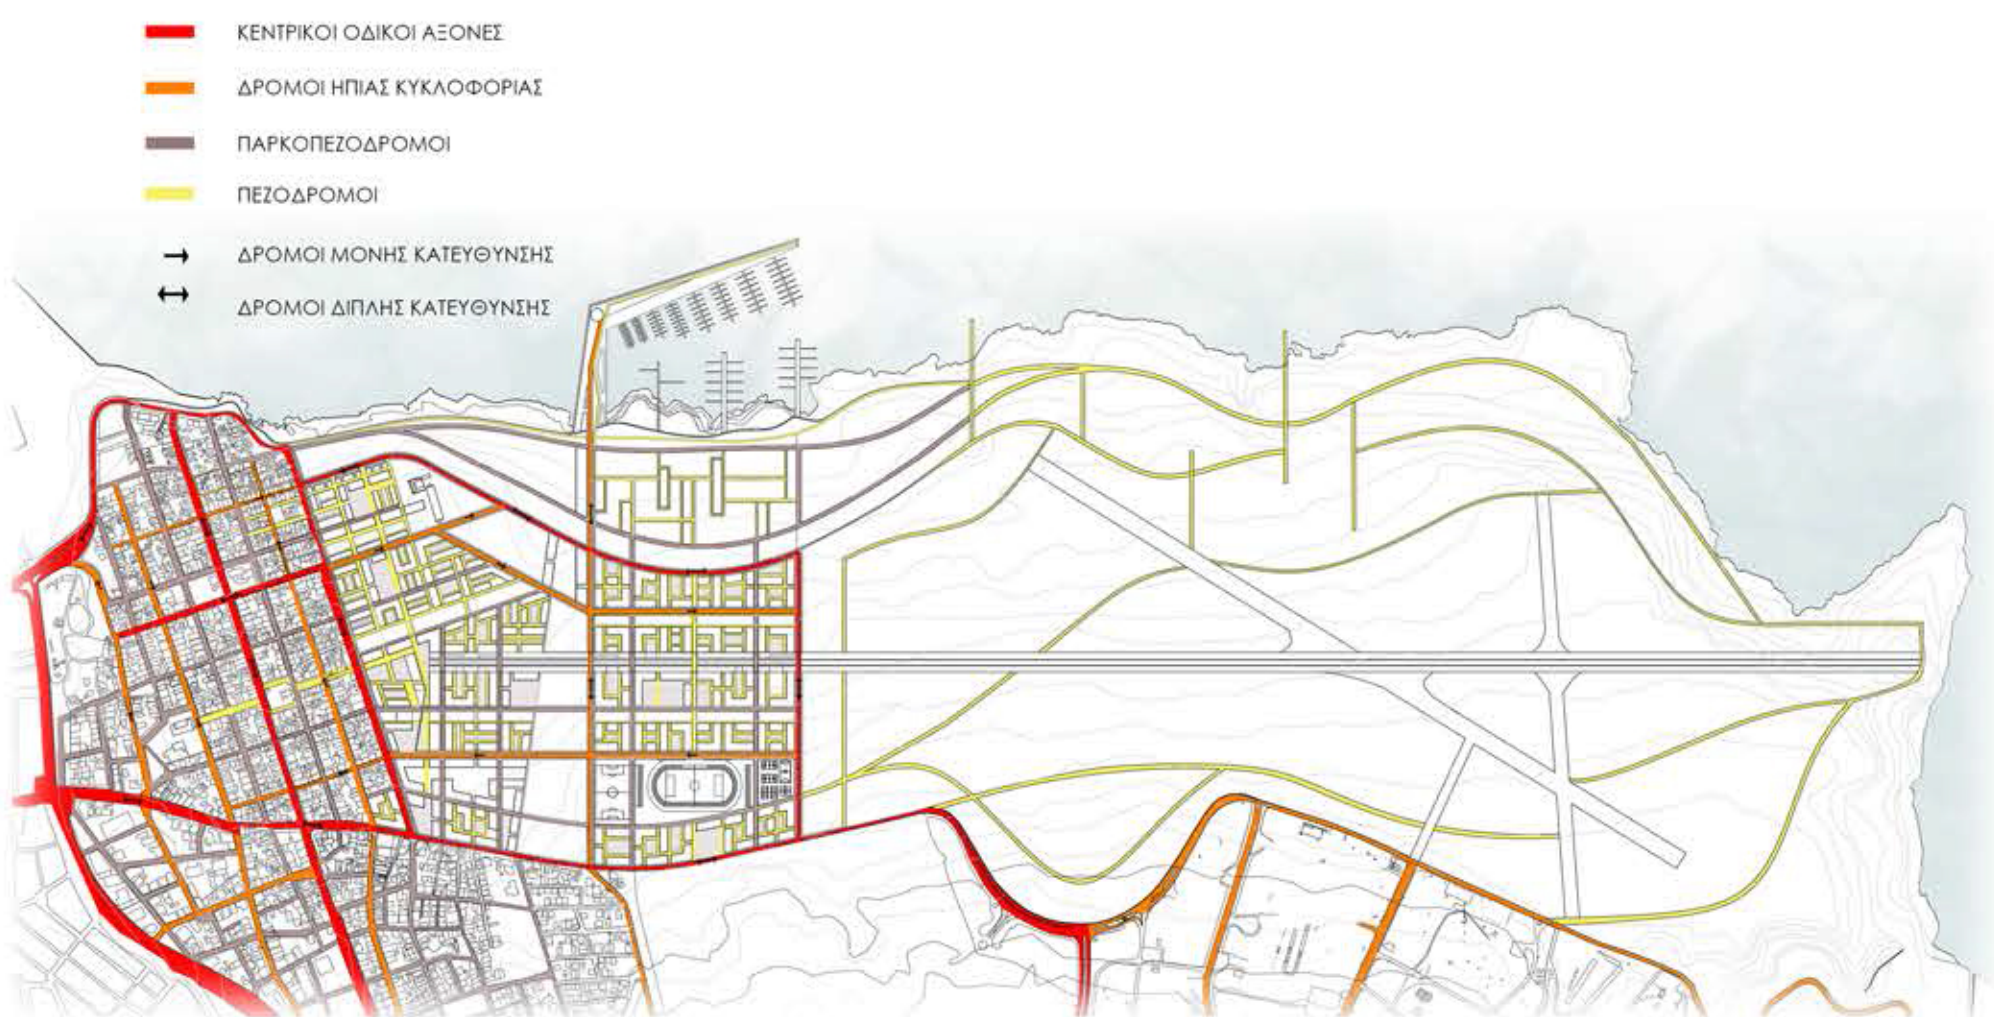 ΚΕΝΤΡΙΚΟΙ ΟΔΙΚΟΙ ΑΞΟΝΕΣ
ΔΡΟΜΟΙ ΗΠΙΑΣ ΚΥΚΛΟΦΟΡΙΑΣ
ΠΑΡΚΟΠΕΖΟΔΡΟΜΟΙ
ΠΕΖΟΔΡΟΜΟΙ
ΔΡΟΜΟΙ ΜΟΝΗΣ ΚΑΤΕΥΘΥΝΣΗΣ
ΔΡΟΜΟΙ ΔΙΠΛΗΣ ΚΑΤΕΥΘΥΝΣΗΣ